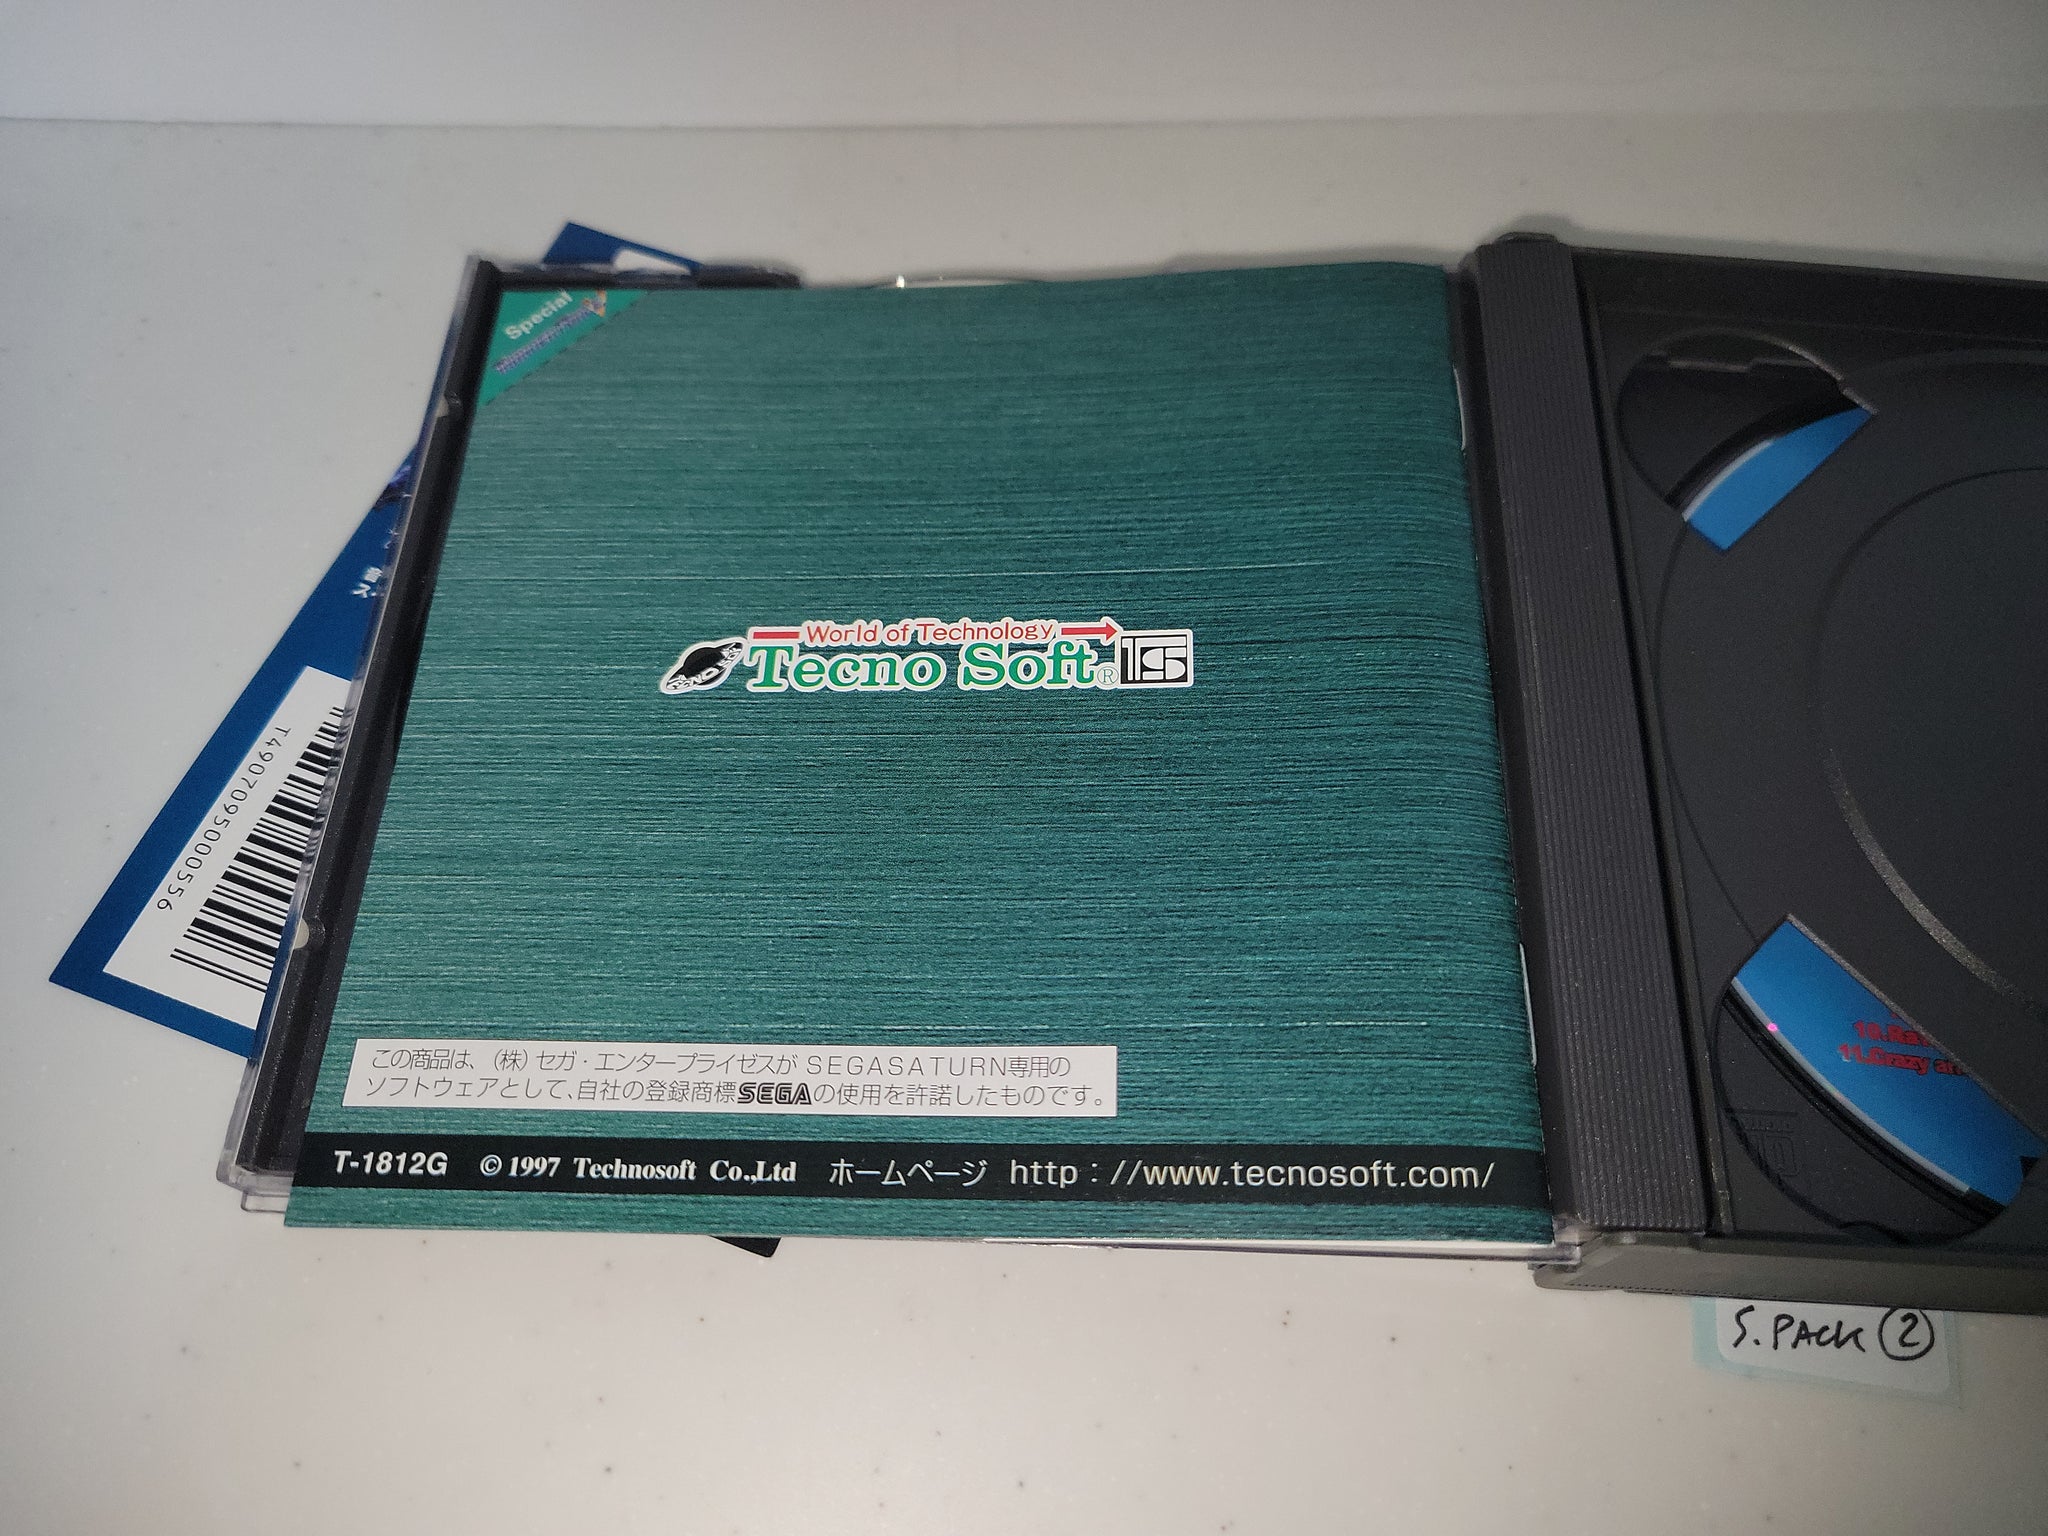 Special
World of Technology
Tecno Soft®
T4907095000556
この商品は、(株)セガ・エンタープライゼスが SEGASATURN専用の
ソフトウェアとして、自社の登録商標SEGAの使用を許諾したものです。
T-1812G © 1997 Technosoft Co.,Ltd ホームページ http://www.tecnosoft.com/
11.Crazy
S. PACK ②